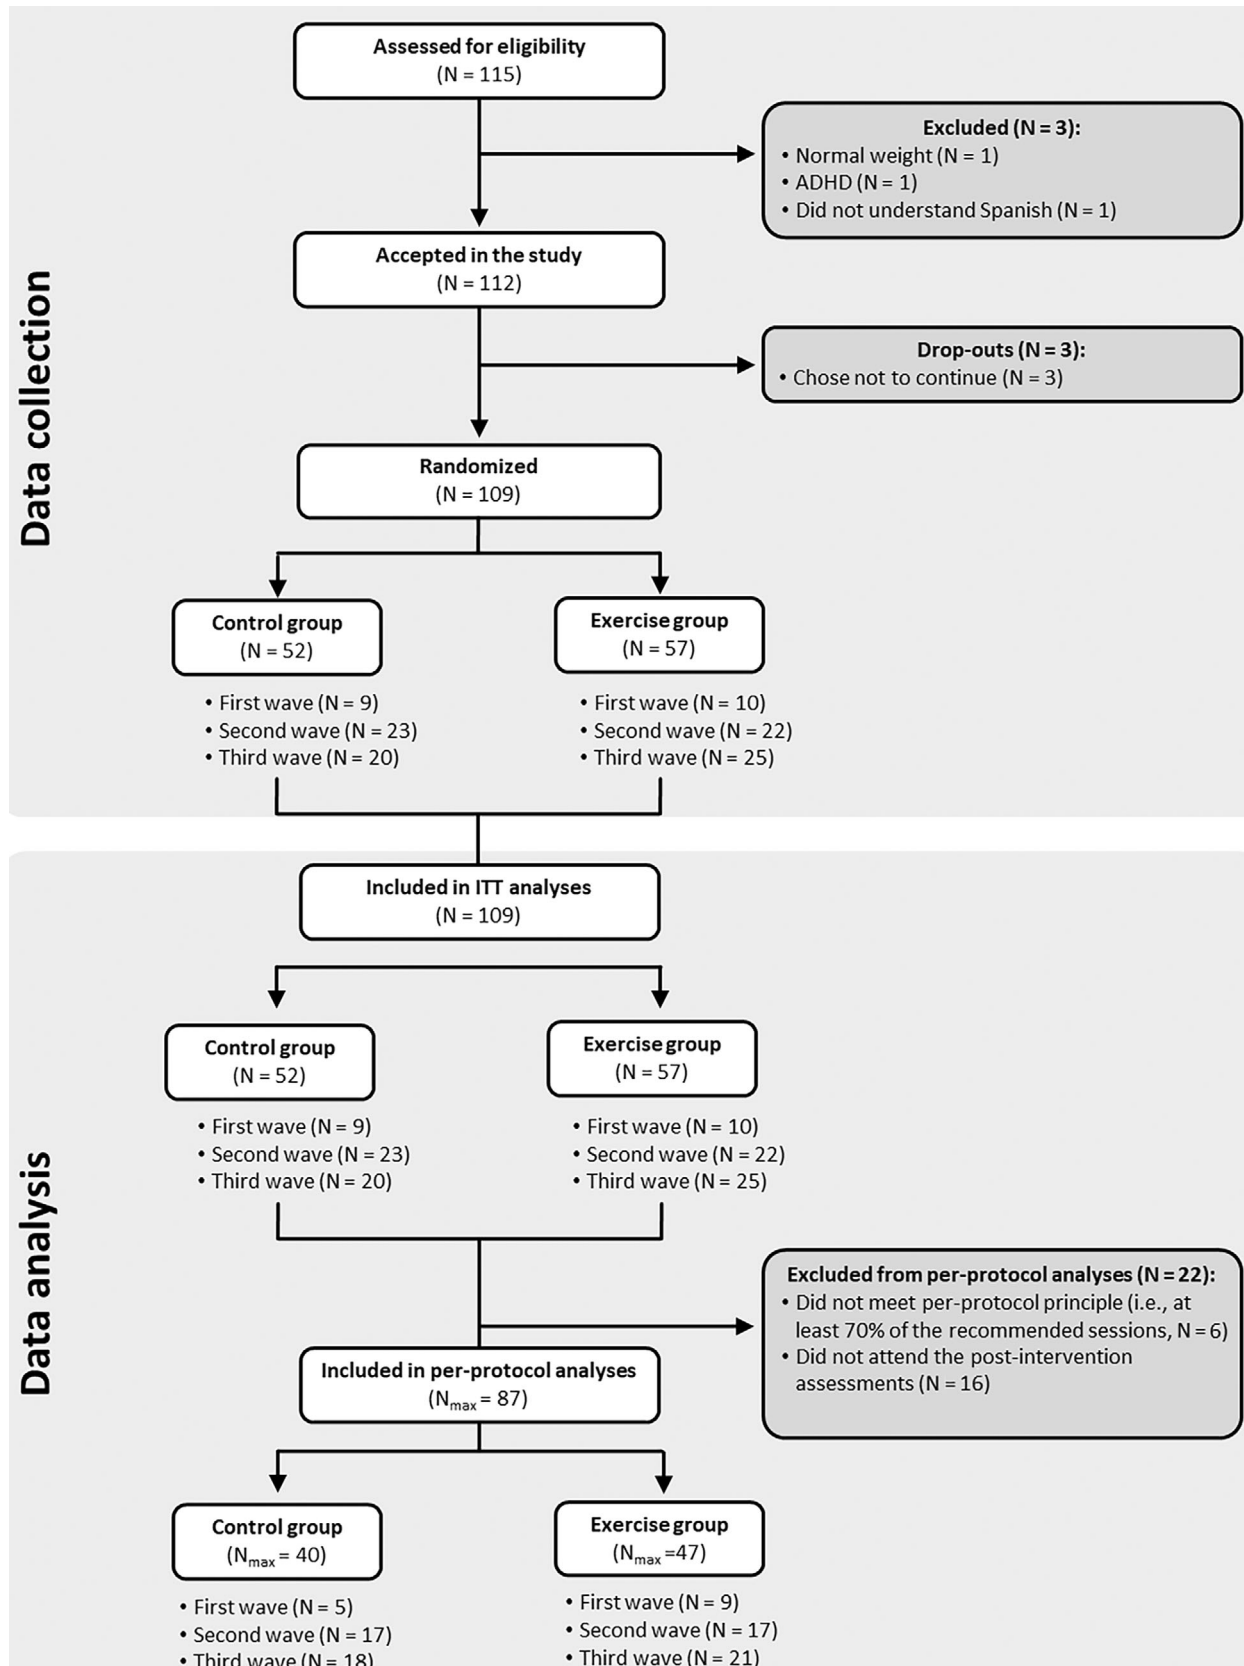 Data collection
Assessed for eligibility
(N = 115)
Excluded (N = 3):
• Normal weight (N = 1)
• ADHD (N = 1)
• Did not understand Spanish (N = 1)
Accepted in the study
(N = 112)
Drop-outs (N = 3):
• Chose not to continue (N = 3)
Randomized
(N = 109)
Control group
(N = 52)
• First wave (N = 9)
• Second wave (N = 23)
• Third wave (N = 20)
Exercise group
(N = 57)
• First wave (N = 10)
• Second wave (N = 22)
• Third wave (N = 25)
Data analysis
Included in ITT analyses
(N = 109)
Control group
(N = 52)
• First wave (N = 9)
• Second wave (N = 23)
• Third wave (N = 20)
Exercise group
(N = 57)
• First wave (N = 10)
• Second wave (N = 22)
• Third wave (N = 25)
Excluded from per-protocol analyses (N = 22):
• Did not meet per-protocol principle (i.e., at
least 70% of the recommended sessions, N = 6)
• Did not attend the post-intervention
assessments (N = 16)
Included in per-protocol analyses
(Nmax = 87)
Control group
(Nmax = 40)
• First wave (N = 5)
• Second wave (N = 17)
• Third wave (N = 18)
Exercise group
(Nmax =47)
• First wave (N = 9)
• Second wave (N = 17)
• Third wave (N = 21)